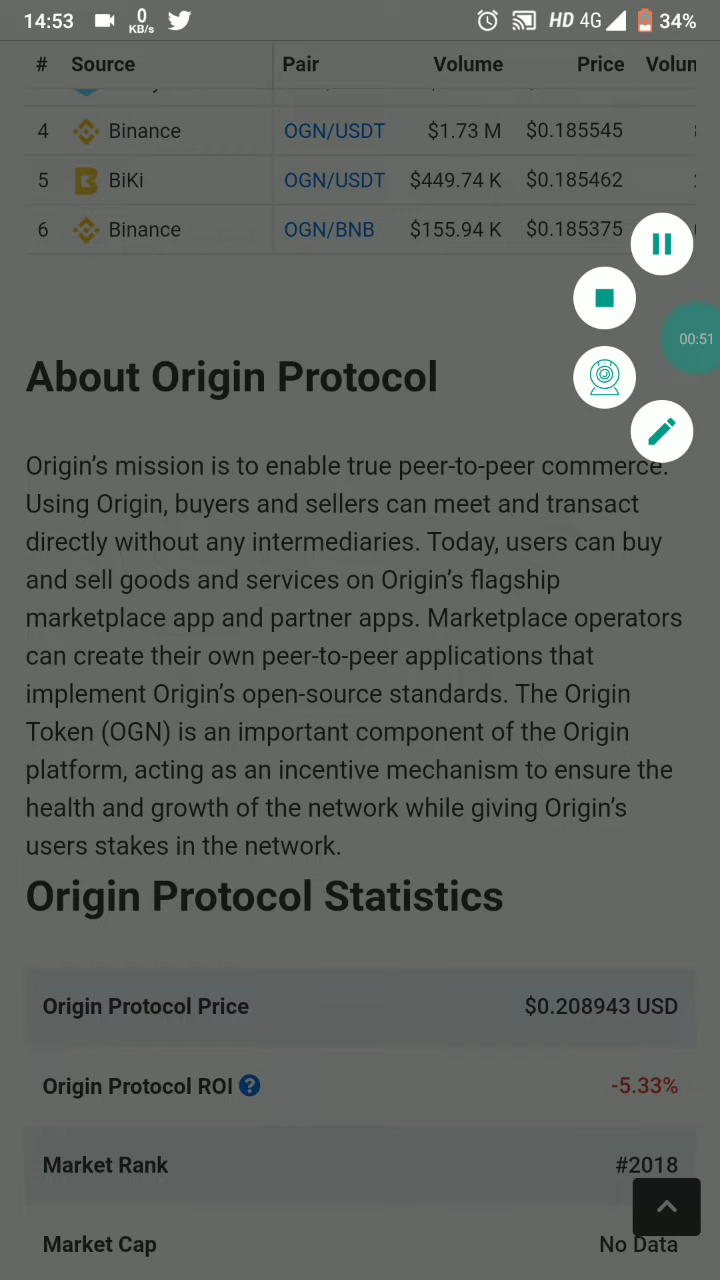 14:53 0 KB/s HD 4G 34%
# Source Pair Volume Price Volun
4 Binance OGN/USDT $1.73 M $0.185545
5 BiKi OGN/USDT $449.74 K $0.185462
6 Binance OGN/BNB $155.94 K $0.185375
00:51
About Origin Protocol
Origin’s mission is to enable true peer-to-peer commerce.
Using Origin, buyers and sellers can meet and transact
directly without any intermediaries. Today, users can buy
and sell goods and services on Origin’s flagship
marketplace app and partner apps. Marketplace operators
can create their own peer-to-peer applications that
implement Origin’s open-source standards. The Origin
Token (OGN) is an important component of the Origin
platform, acting as an incentive mechanism to ensure the
health and growth of the network while giving Origin’s
users stakes in the network.
Origin Protocol Statistics
Origin Protocol Price $0.208943 USD
Origin Protocol ROI ? -5.33%
Market Rank #2018
Market Cap No Data